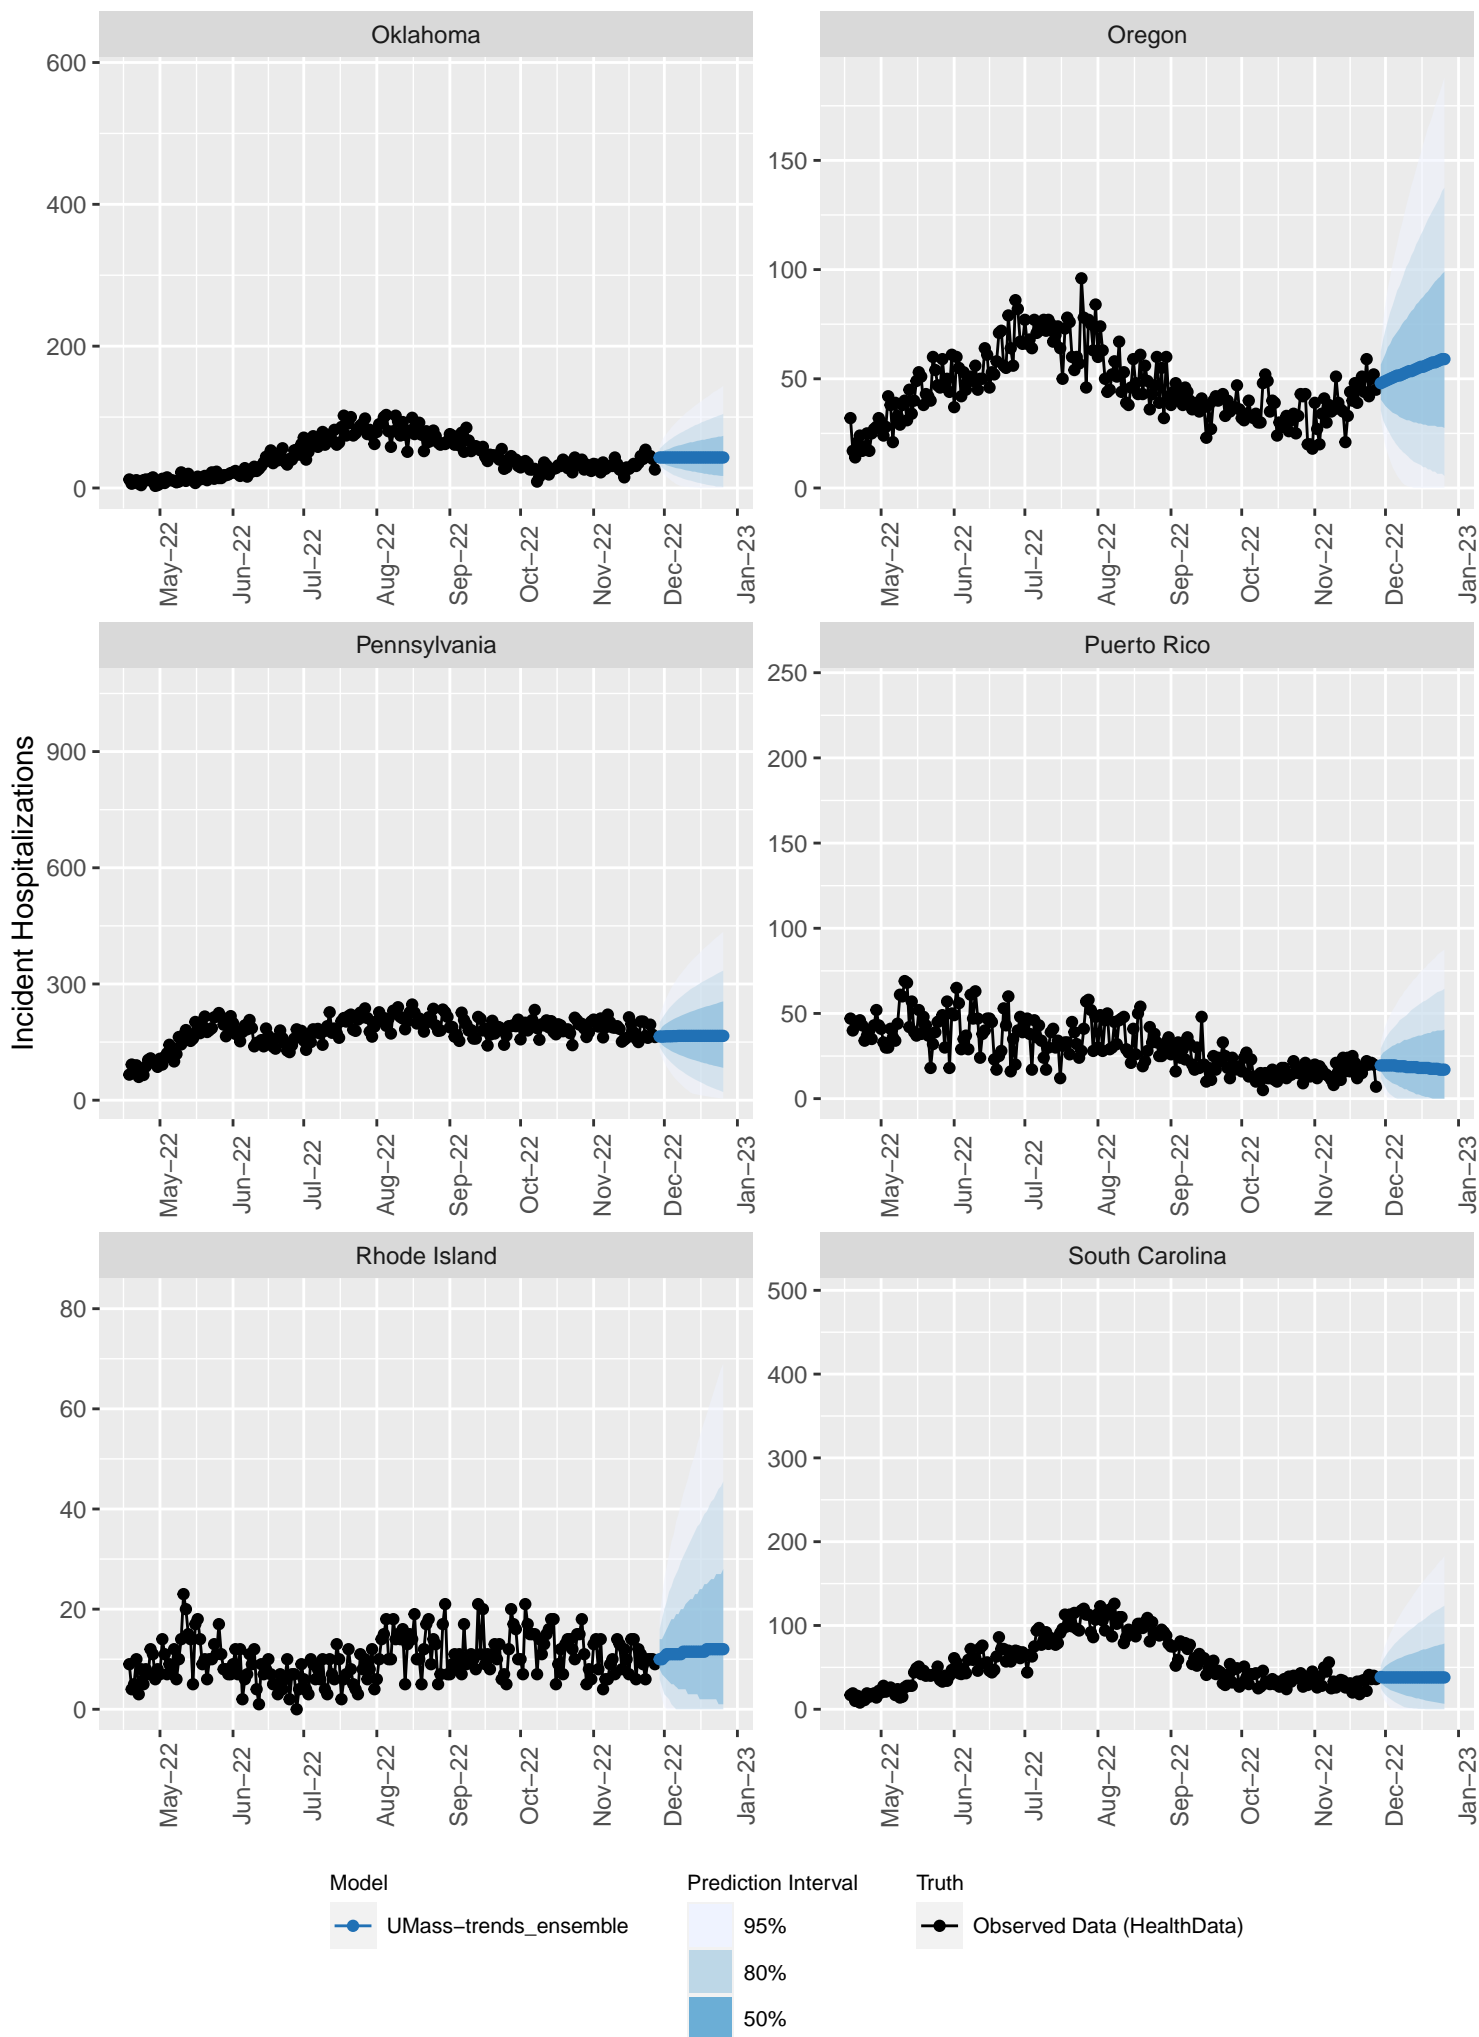 Oklahoma
Oregon
600
400
200
0
150
100
50
0
May−22
Jun−22
Jul−22
Aug−22
Sep−22
Oct−22
Nov−22
Dec−22
Jan−23
May−22
Jun−22
Jul−22
Aug−22
Sep−22
Oct−22
Nov−22
Dec−22
Jan−23
Incident Hospitalizations
Pennsylvania
Puerto Rico
900
600
300
0
250
200
150
100
50
0
May−22
Jun−22
Jul−22
Aug−22
Sep−22
Oct−22
Nov−22
Dec−22
Jan−23
May−22
Jun−22
Jul−22
Aug−22
Sep−22
Oct−22
Nov−22
Dec−22
Jan−23
Rhode Island
South Carolina
80
60
40
20
0
500
400
300
200
100
0
May−22
Jun−22
Jul−22
Aug−22
Sep−22
Oct−22
Nov−22
Dec−22
Jan−23
May−22
Jun−22
Jul−22
Aug−22
Sep−22
Oct−22
Nov−22
Dec−22
Jan−23
Model
UMass−trends_ensemble
Prediction Interval
95%
80%
50%
Truth
Observed Data (HealthData)